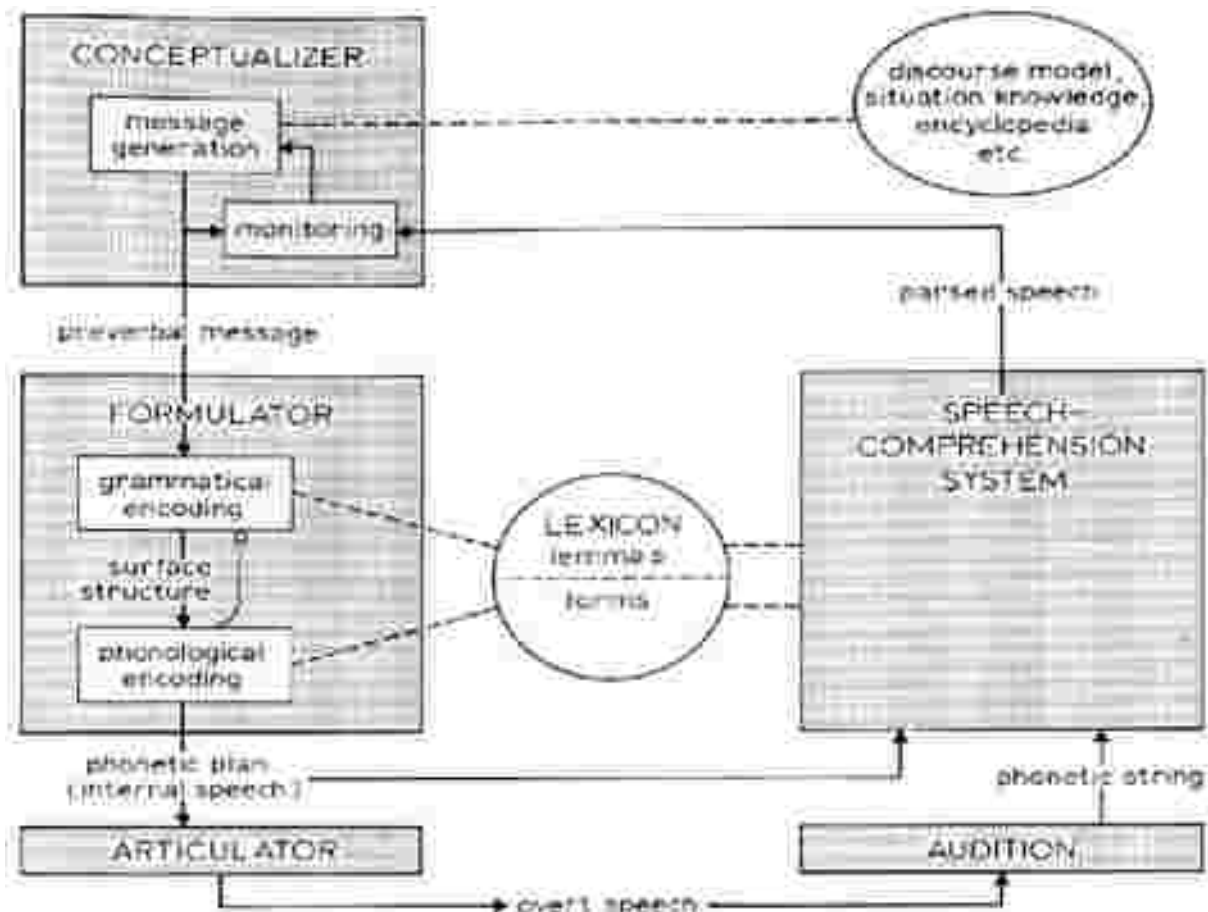 CONCEPTUALIZER
message
generation
monitoring
discourse model,
situation knowledge,
encyclopedia
etc.
parsed speech
preverbal message
FORMULATOR
grammatical
encoding
surface
structure
phonological
encoding
LEXICON
lemmas
forms
SPEECH-
COMPREHENSION
SYSTEM
phonetic plan
(internal speech)
phonetic string
ARTICULATOR
AUDITION
overt speech